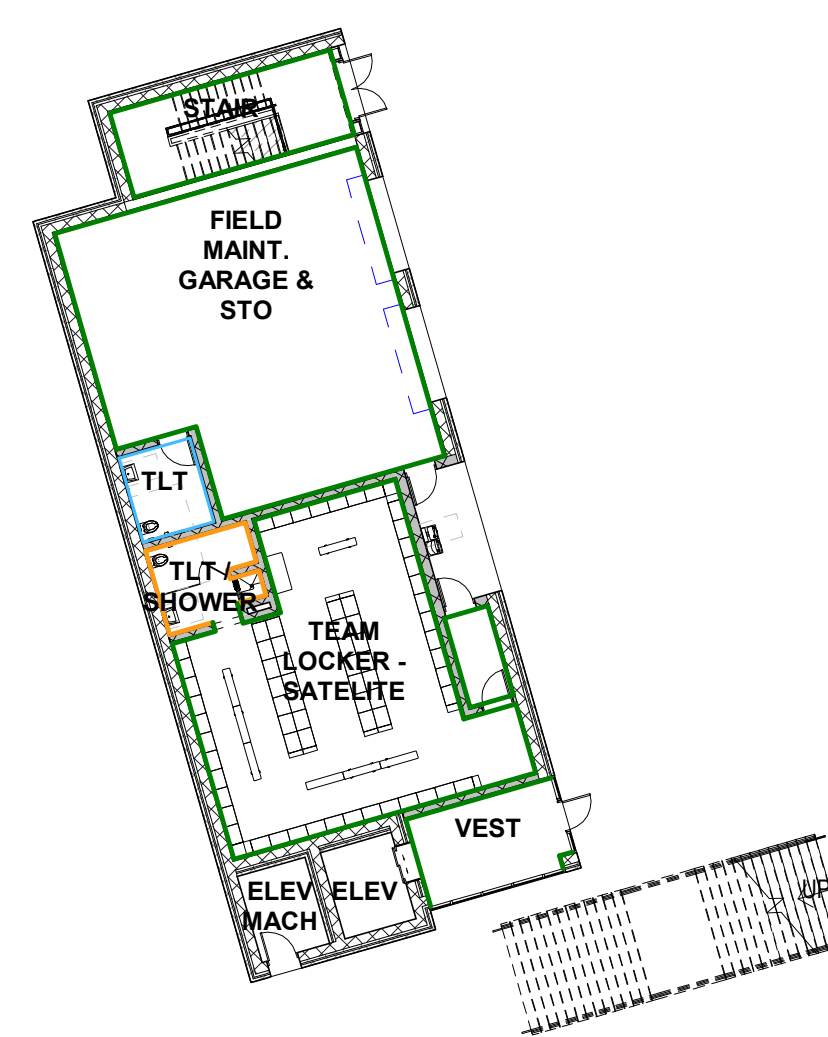 STAIR
FIELD
MAINT.
GARAGE &
STO
TLT
TLT /
SHOWER
TEAM
LOCKER -
SATELITE
VEST
ELEV
MACH
ELEV
UP